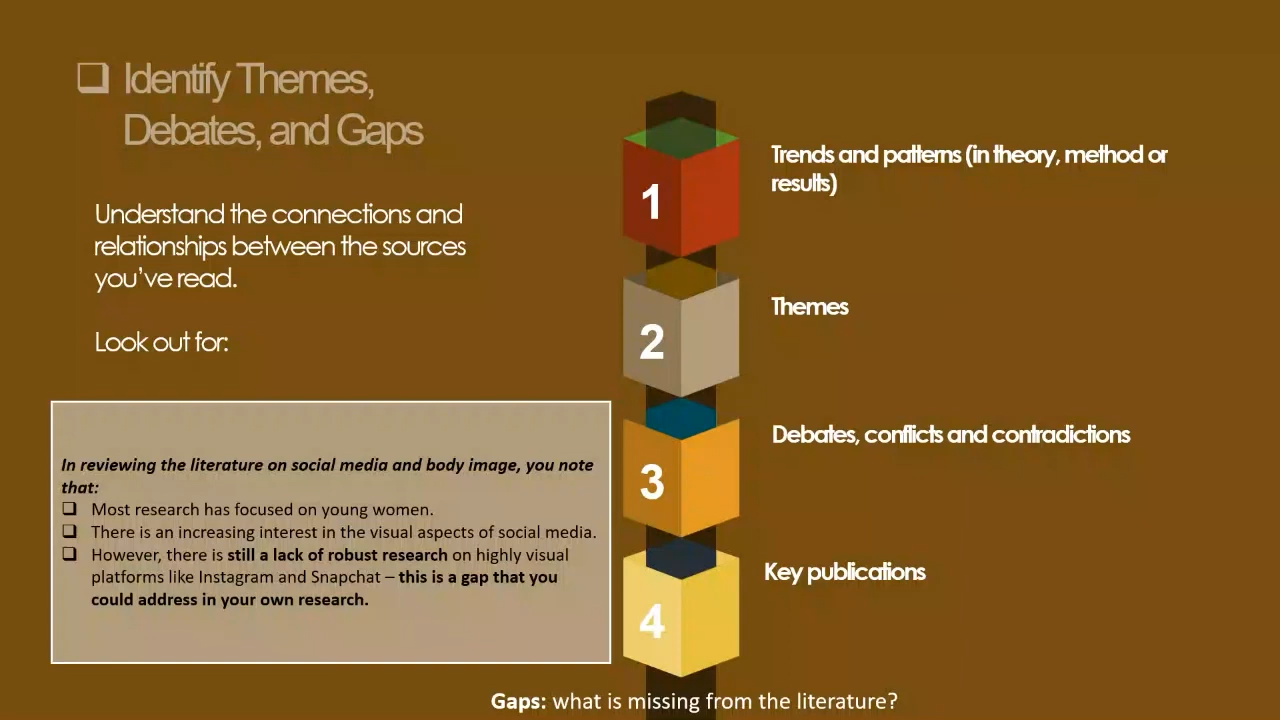 ❑ Identify Themes,
Debates, and Gaps
Understand the connections and
relationships between the sources
you've read.
Look out for:
In reviewing the literature on social media and body image, you note
that:
❑ Most research has focused on young women.
❑ There is an increasing interest in the visual aspects of social media.
❑ However, there is still a lack of robust research on highly visual
platforms like Instagram and Snapchat – this is a gap that you
could address in your own research.
1
Trends and patterns (in theory, method or
results)
2
Themes
3
Debates, conflicts and contradictions
4
Key publications
Gaps: what is missing from the literature?